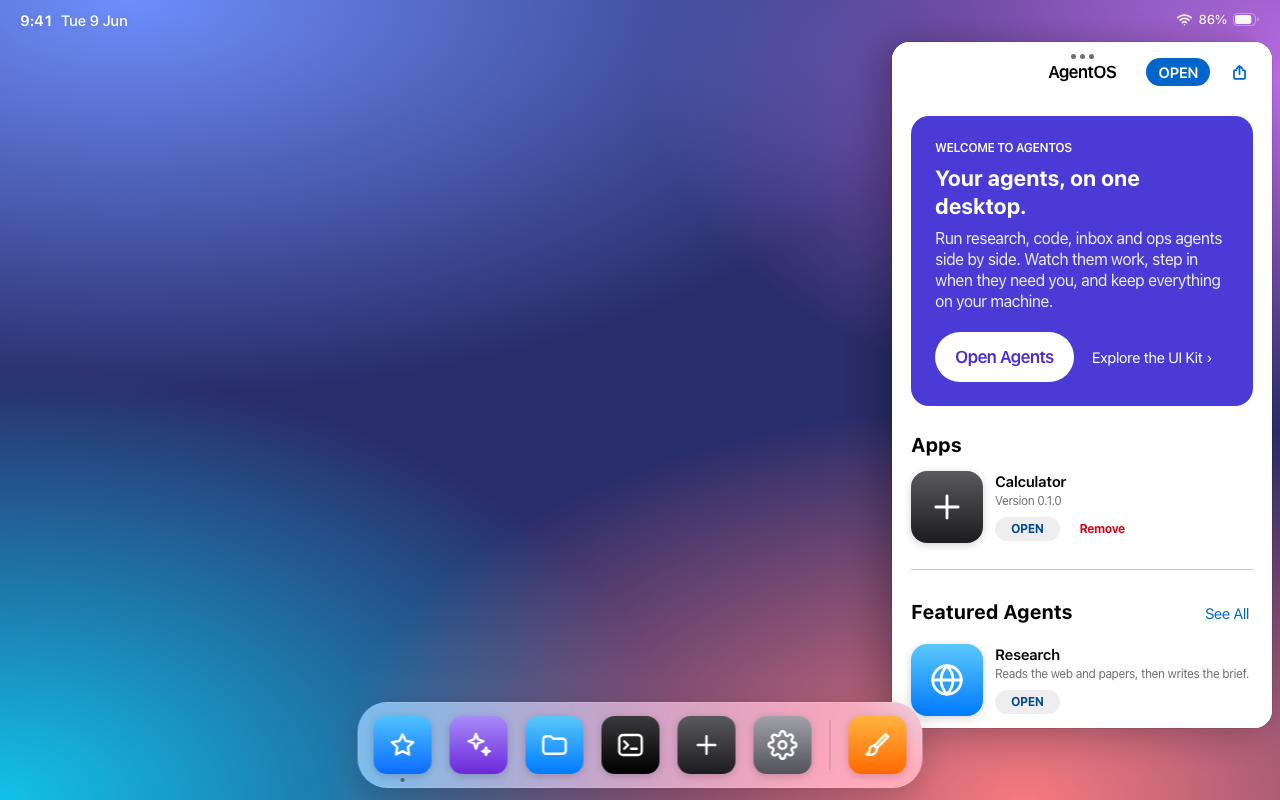 9:41 Tue 9 Jun
86%
AgentOS
OPEN
WELCOME TO AGENTOS
Your agents, on one
desktop.
Run research, code, inbox and ops agents
side by side. Watch them work, step in
when they need you, and keep everything
on your machine.
Open Agents
Explore the UI Kit ›
Apps
Calculator
Version 0.1.0
OPEN
Remove
Featured Agents
See All
Research
Reads the web and papers, then writes the brief.
OPEN